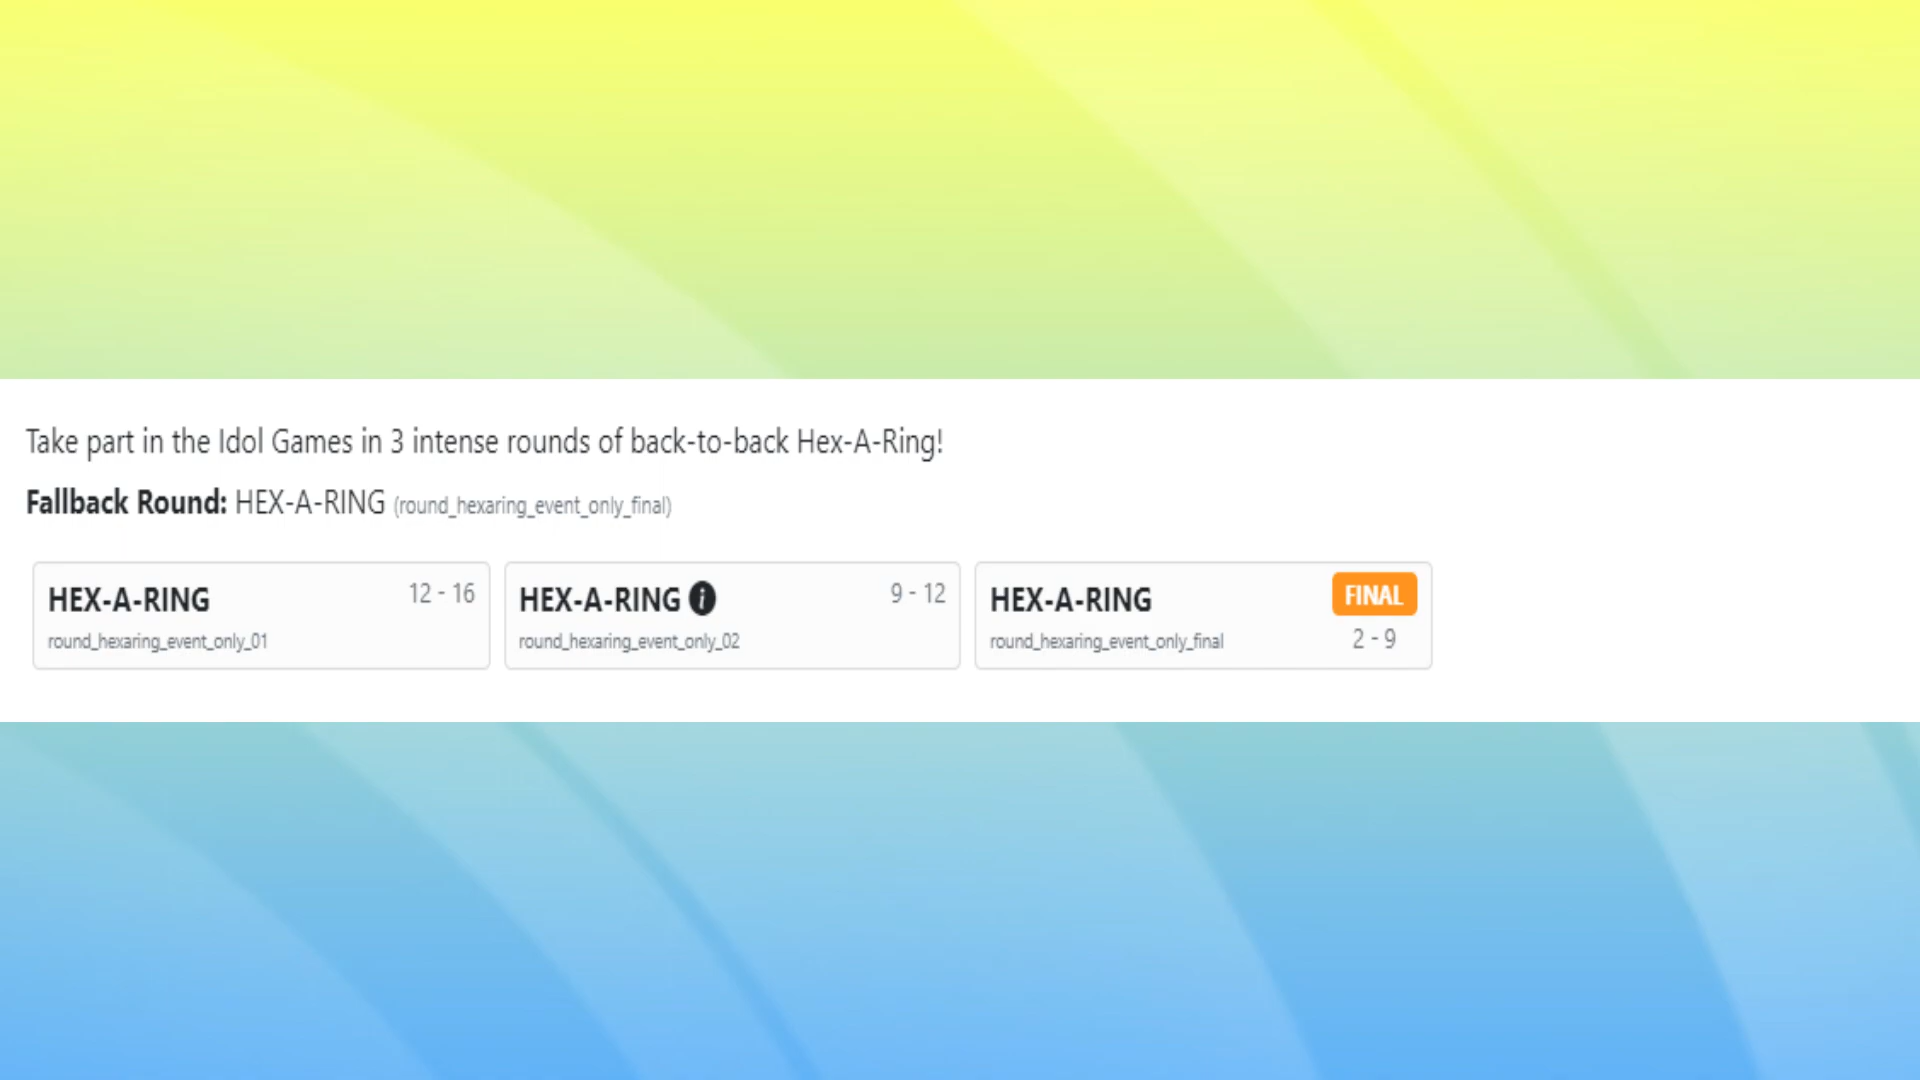 Take part in the Idol Games in 3 intense rounds of back-to-back Hex-A-Ring!
Fallback Round: HEX-A-RING (round_hexaring_event_only_final)
HEX-A-RING 12 - 16
round_hexaring_event_only_01
HEX-A-RING i 9 - 12
round_hexaring_event_only_02
HEX-A-RING FINAL
round_hexaring_event_only_final 2 - 9